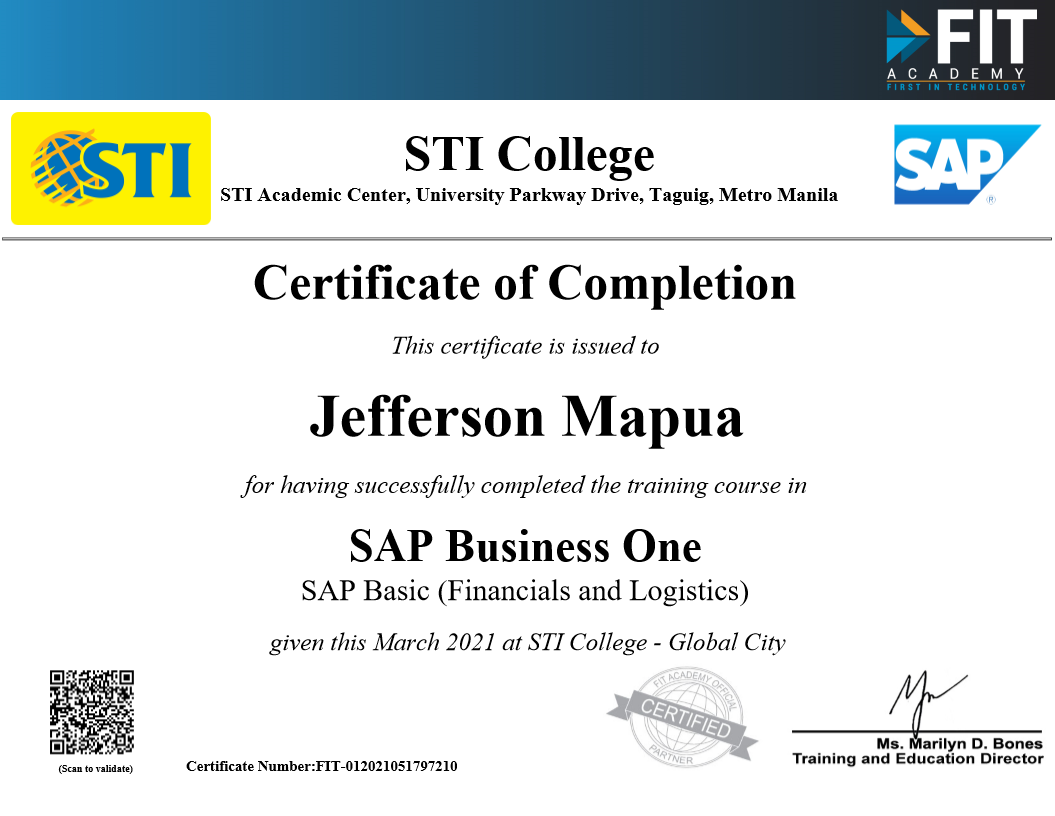 FIT
ACADEMY
FIRST IN TECHNOLOGY
STI
STI College
STI Academic Center, University Parkway Drive, Taguig, Metro Manila
SAP
®
Certificate of Completion
This certificate is issued to
Jefferson Mapua
for having successfully completed the training course in
SAP Business One
SAP Basic (Financials and Logistics)
given this March 2021 at STI College - Global City
FIT ACADEMY OFFICIAL
CERTIFIED
PARTNER
Ms. Marilyn D. Bones
Training and Education Director
(Scan to validate)
Certificate Number:FIT-012021051797210